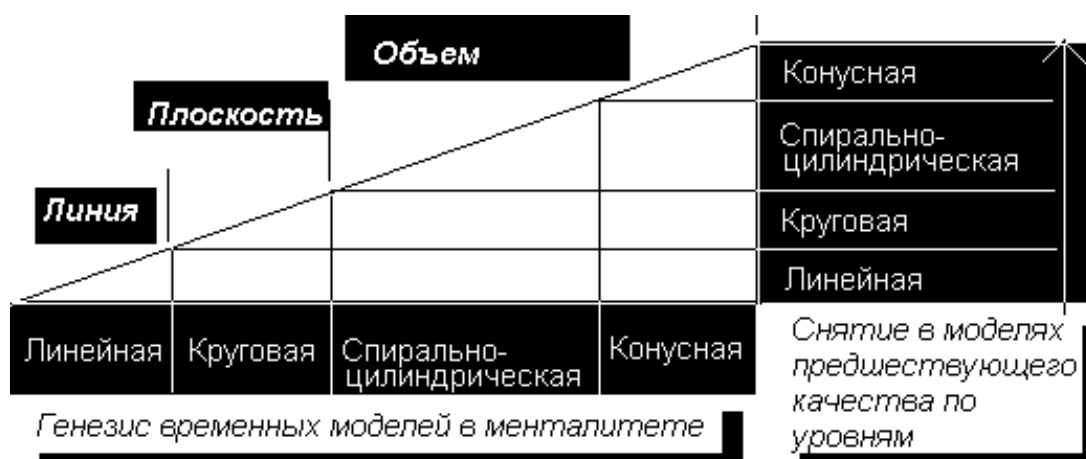 Объем
Плоскость
Линия
Конусная
Спирально-
цилиндрическая
Круговая
Линейная
Линейная
Круговая
Спирально-
цилиндрическая
Конусная
Генезис временных моделей в менталитете
Снятие в моделях
предшествующего
качества по
уровням